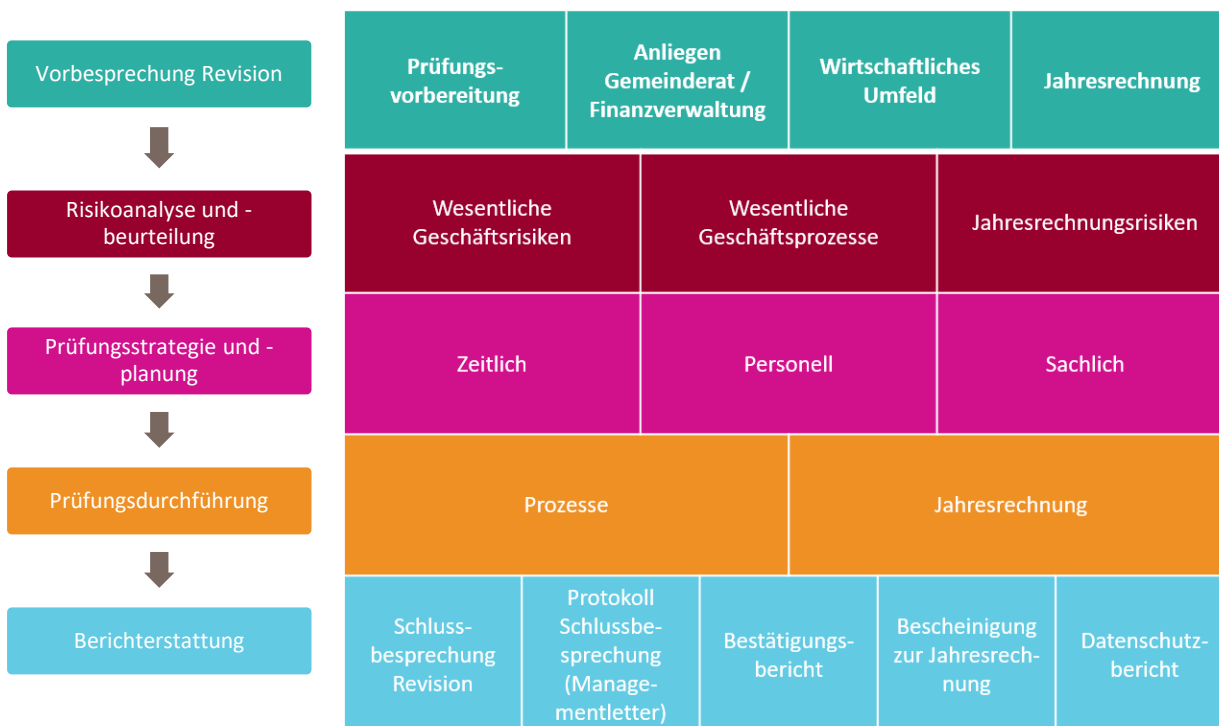 Vorbesprechung Revision
Prüfungs-
vorbereitung
Anliegen
Gemeinderat /
Finanzverwaltung
Wirtschaftliches
Umfeld
Jahresrechnung
Risikoanalyse und -
beurteilung
Wesentliche
Geschäftsrisiken
Wesentliche
Geschäftsprozesse
Jahresrechnungsrisiken
Prüfungsstrategie und -
planung
Zeitlich
Personell
Sachlich
Prüfungsdurchführung
Prozesse
Jahresrechnung
Berichterstattung
Schluss-
besprechung
Revision
Protokoll
Schlussbe-
sprechung
(Manage-
mentletter)
Bestätigungs-
bericht
Bescheinigung
zur Jahresrech-
nung
Datenschutz-
bericht